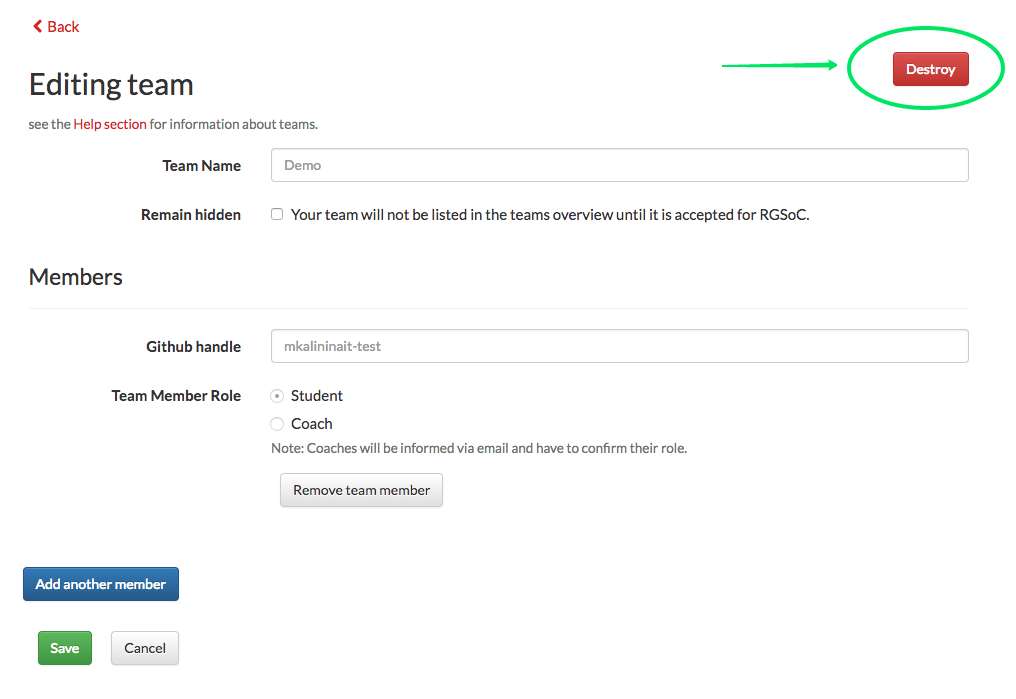 Back
Destroy
Editing team
see the Help section for information about teams.
Team Name Demo
Remain hidden Your team will not be listed in the teams overview until it is accepted for RGSoC.
Members
Github handle mkalininait-test
Team Member Role Student
Coach
Note: Coaches will be informed via email and have to confirm their role.
Remove team member
Add another member
Save Cancel